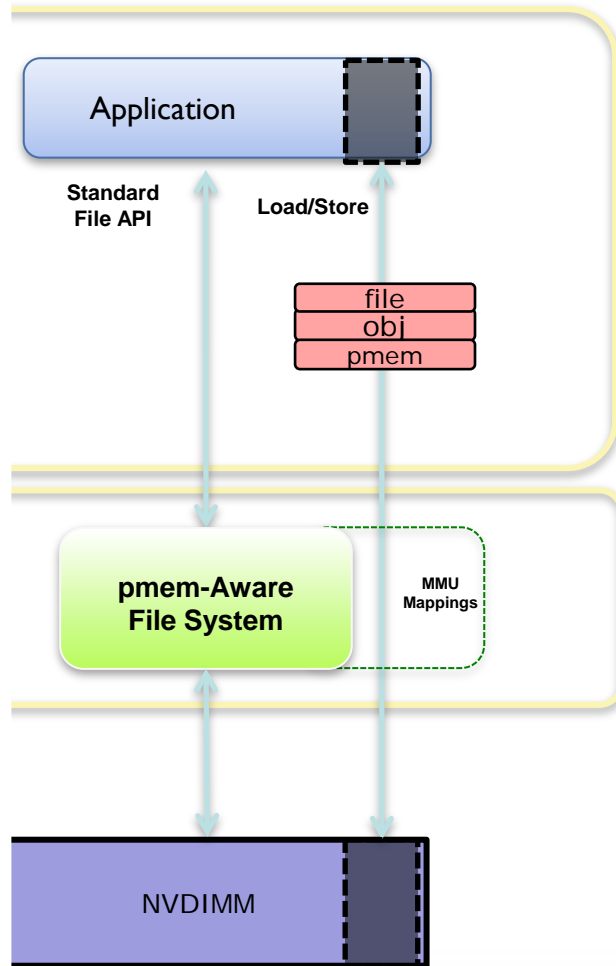 Application
Standard
File API
Load/Store
file
obj
pmem
pmem-Aware
File System
MMU
Mappings
NVDIMM